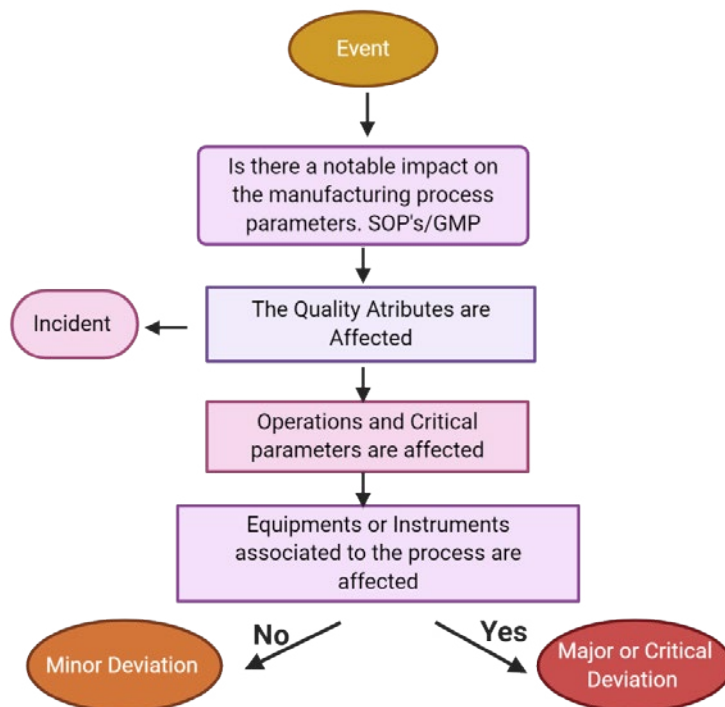 Event
Is there a notable impact on
the manufacturing process
parameters. SOP's/GMP
Incident
The Quality Atributes are
Affected
Operations and Critical
parameters are affected
Equipments or Instruments
associated to the process are
affected
No
Yes
Minor Deviation
Major or Critical
Deviation